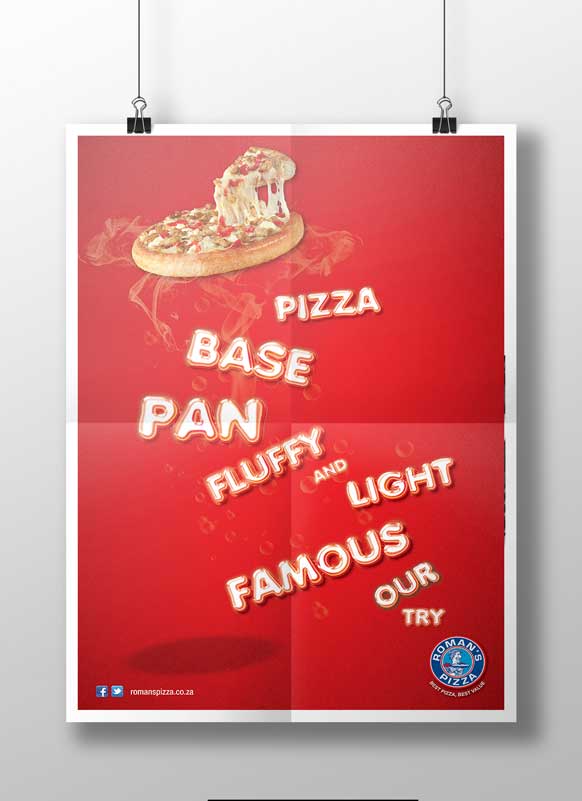 TRY
OUR
FAMOUS
LIGHT
AND
FLUFFY
PAN
BASE
PIZZA
ROMAN'S PIZZA
BEST PIZZA, BEST VALUE
romanspizza.co.za